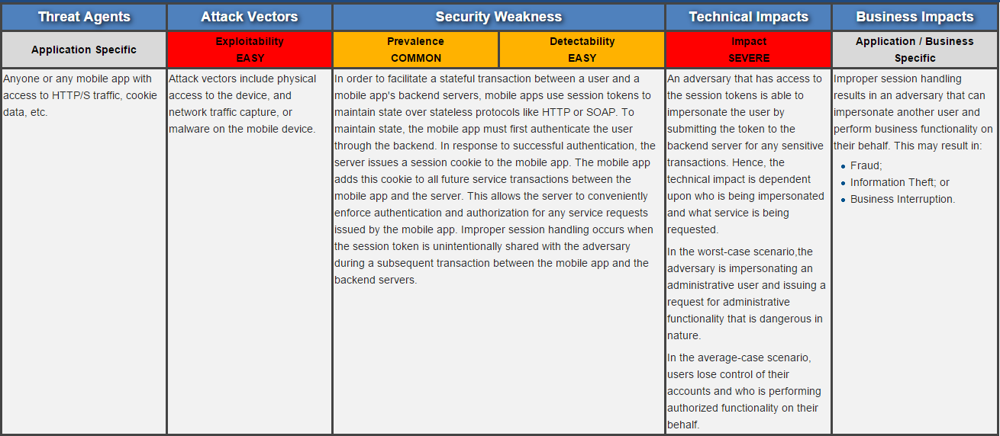 Threat Agents
Attack Vectors
Security Weakness
Technical Impacts
Business Impacts
Application Specific
Exploitability
EASY
Prevalence
COMMON
Detectability
EASY
Impact
SEVERE
Application / Business
Specific
Anyone or any mobile app with
access to HTTP/S traffic, cookie
data, etc.
Attack vectors include physical
access to the device, and
network traffic capture, or
malware on the mobile device.
In order to facilitate a stateful transaction between a user and a
mobile app's backend servers, mobile apps use session tokens to
maintain state over stateless protocols like HTTP or SOAP. To
maintain state, the mobile app must first authenticate the user
through the backend. In response to successful authentication, the
server issues a session cookie to the mobile app. The mobile app
adds this cookie to all future service transactions between the
mobile app and the server. This allows the server to conveniently
enforce authentication and authorization for any service requests
issued by the mobile app. Improper session handling occurs when
the session token is unintentionally shared with the adversary
during a subsequent transaction between the mobile app and the
backend servers.
An adversary that has access to
the session tokens is able to
impersonate the user by
submitting the token to the
backend server for any sensitive
transactions. Hence, the
technical impact is dependent
upon who is being impersonated
and what service is being
requested.
In the worst-case scenario,the
adversary is impersonating an
administrative user and issuing a
request for administrative
functionality that is dangerous in
nature.
In the average-case scenario,
users lose control of their
accounts and who is performing
authorized functionality on their
behalf.
Improper session handling
results in an adversary that can
impersonate another user and
perform business functionality on
their behalf. This may result in:
• Fraud;
• Information Theft; or
• Business Interruption.